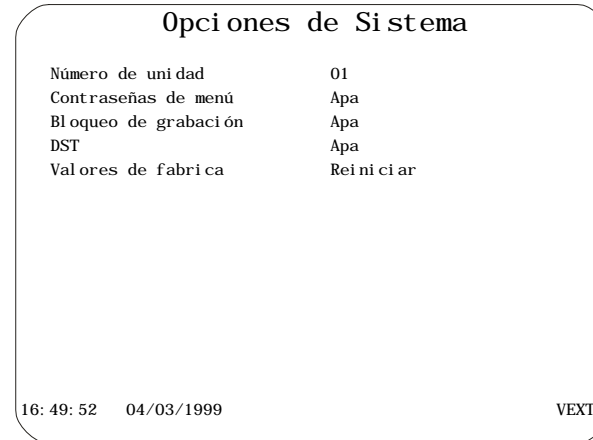 Opciones de Sistema
Número de unidad 01
Contraseñas de menú Apa
Bloqueo de grabación Apa
DST Apa
Valores de fabrica Reiniciar
16:49:52 04/03/1999 VEXT